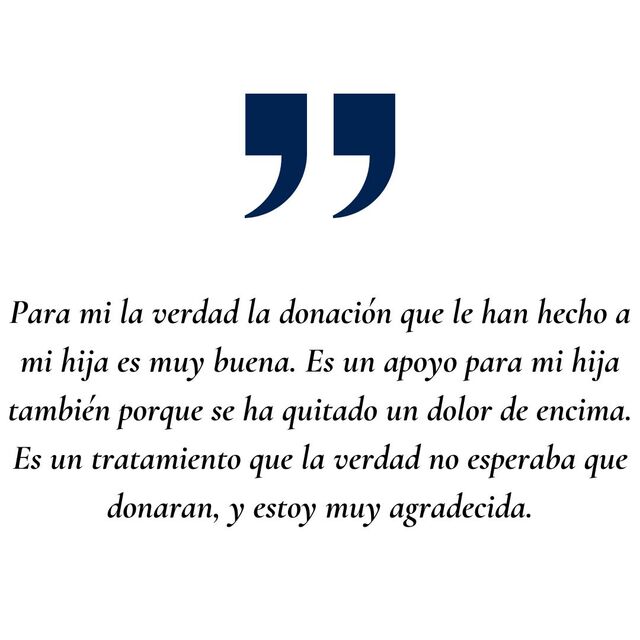 Para mi la verdad la donación que le han hecho a
mi hija es muy buena. Es un apoyo para mi hija
también porque se ha quitado un dolor de encima.
Es un tratamiento que la verdad no esperaba que
donaran, y estoy muy agradecida.